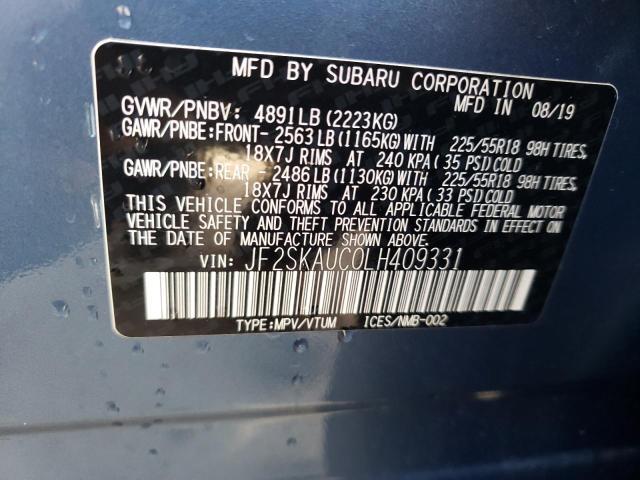 MFD BY SUBARU CORPORATION
GVWR/PNBV: 4891LB(2223KG) MFD IN 08/19
GAWR/PNBE:FRONT- 2563LB(1165KG)WITH 225/55R18 98H TIRES,
18X7J RIMS AT 240 KPA(35 PSI)COLD
GAWR/PNBE:REAR - 2486LB(1130KG)WITH 225/55R18 98H TIRES,
18X7J RIMS AT 230 KPA(33 PSI)COLD
THIS VEHICLE CONFORMS TO ALL APPLICABLE FEDERAL MOTOR
VEHICLE SAFETY AND THEFT PREVENTION STANDARDS IN EFFECT ON
THE DATE OF MANUFACTURE SHOWN ABOVE.
VIN: JF2SKAUC0LH409331
TYPE:MPV/VTUM ICES/NMB-002